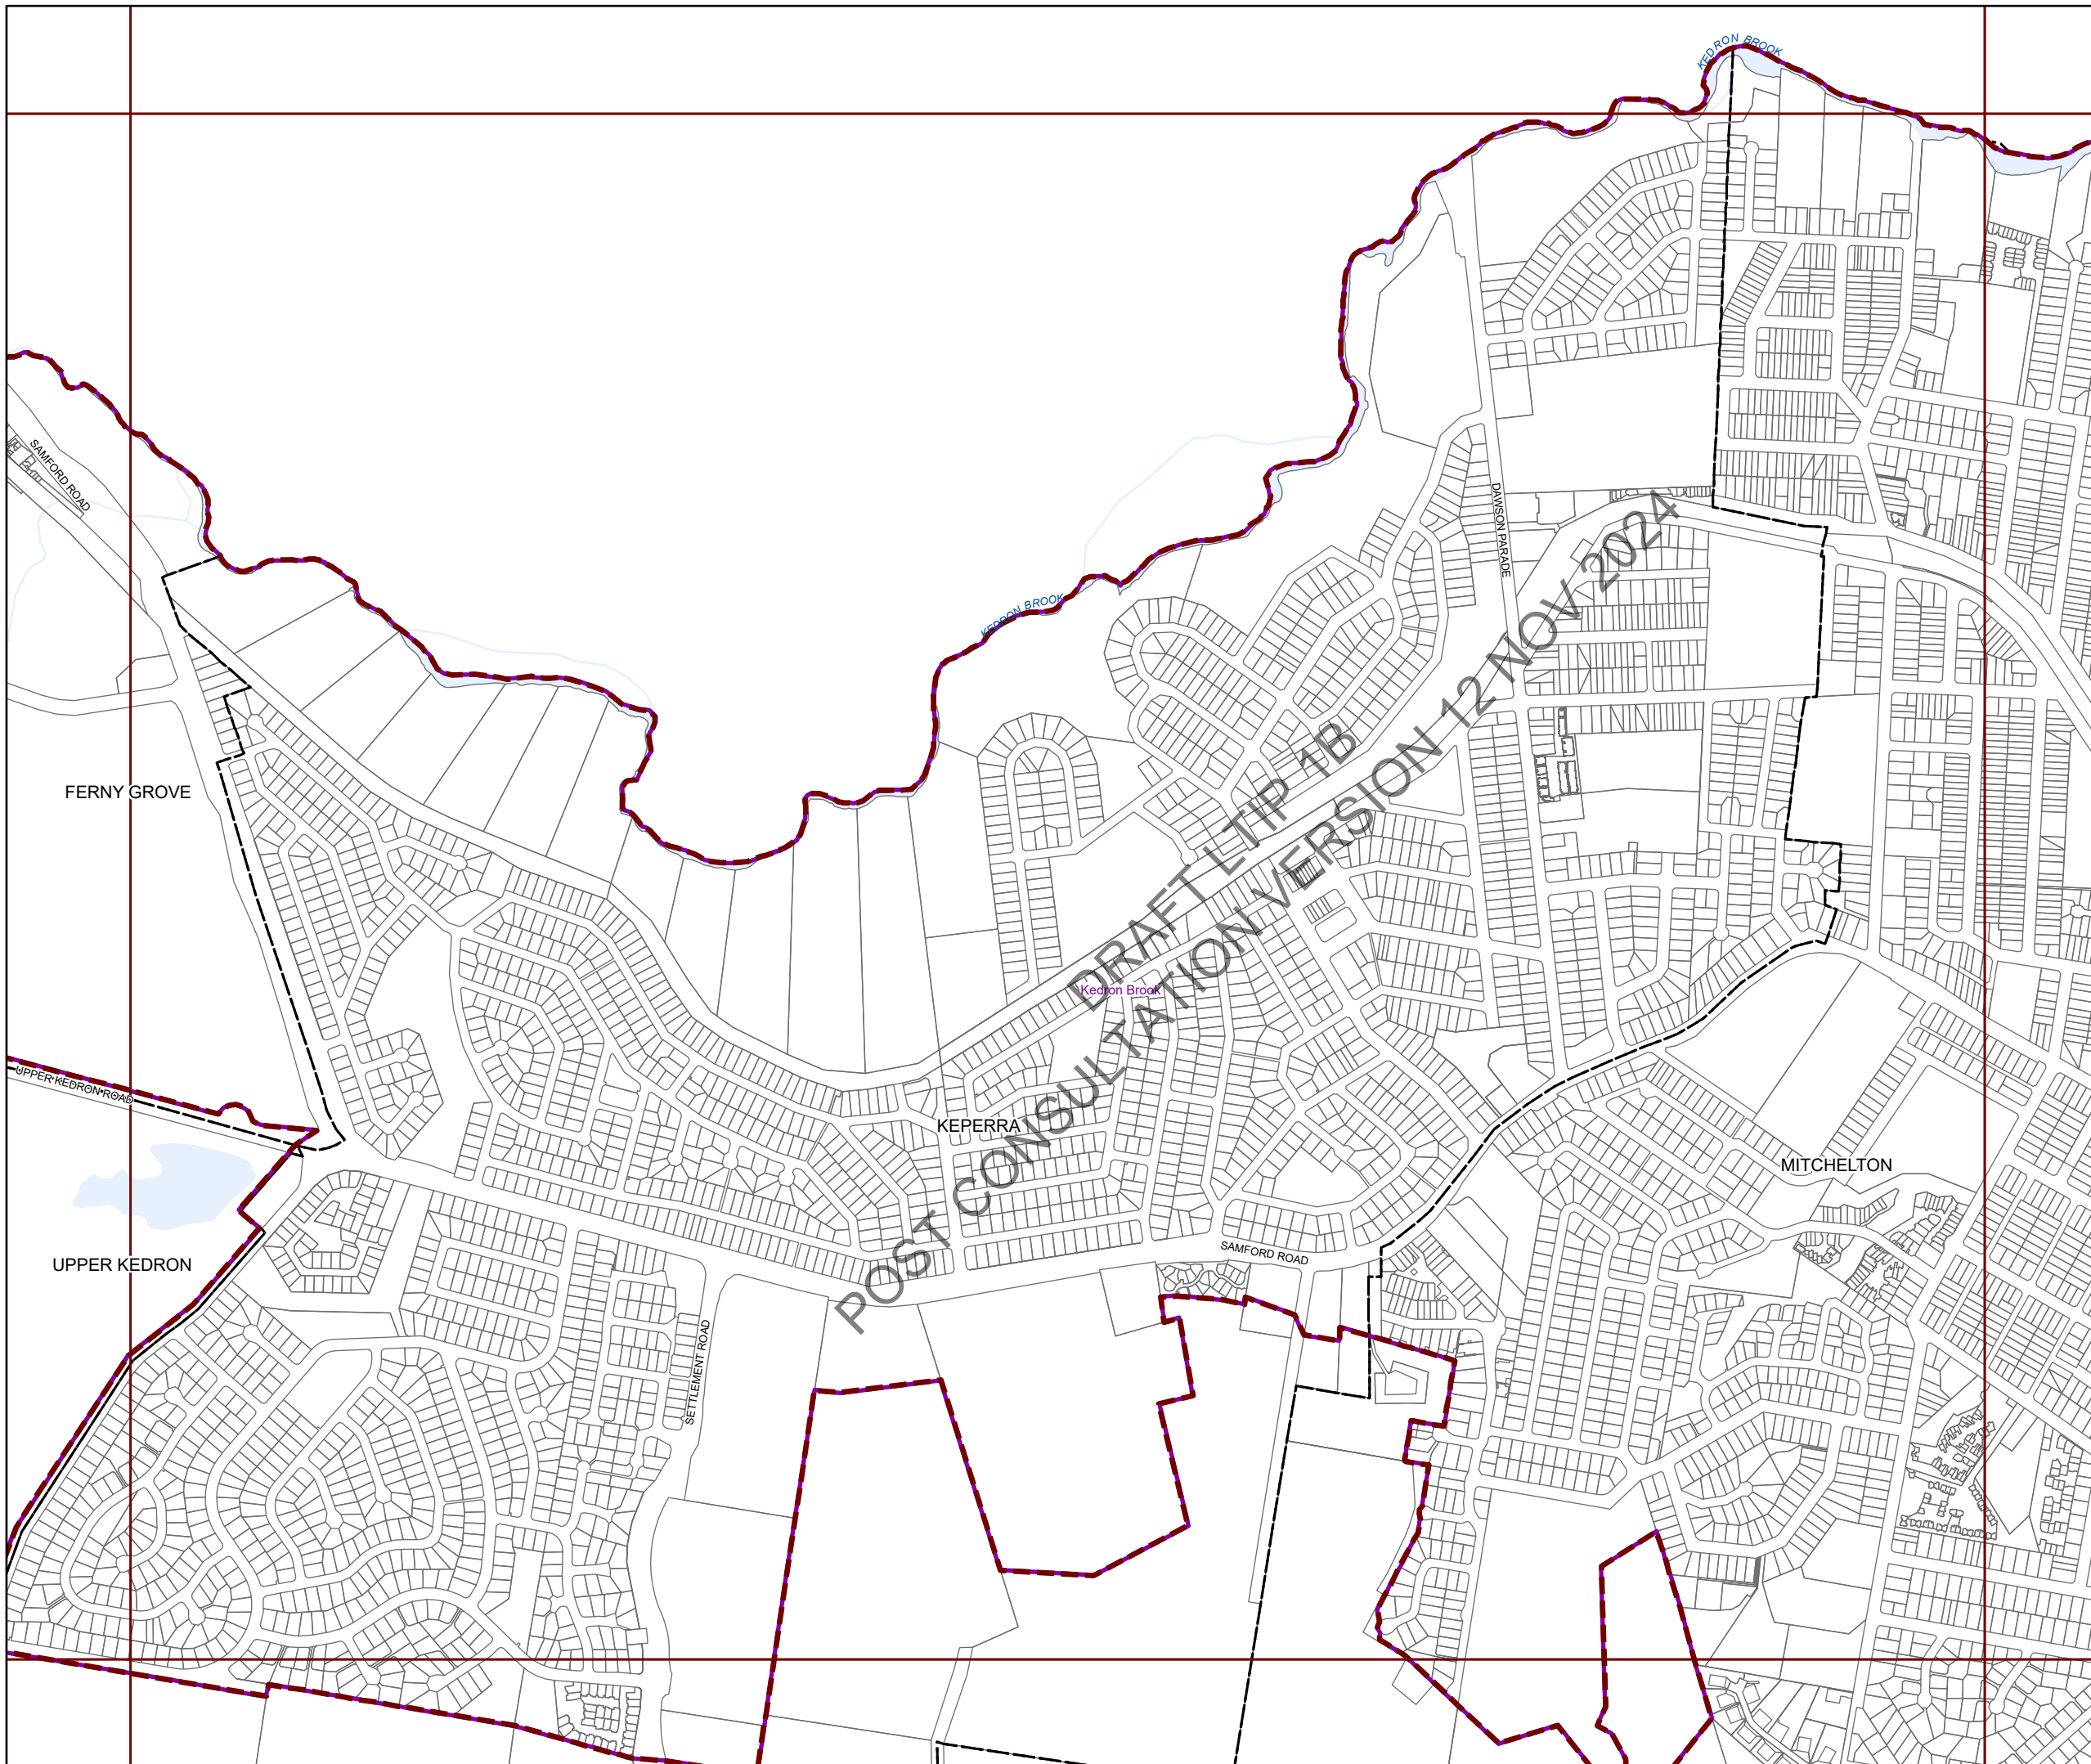 KEDRON BROOK
SAMFORD ROAD
DAWSON PARADE
KEDRON BROOK
FERNY GROVE
DRAFT LTIP 1B
POST CONSULTATION VERSION 12 NOV 2024
Kedron Brook
UPPER KEDRON ROAD
KEPERRA
MITCHELTON
SAMFORD ROAD
UPPER KEDRON
SETTLEMENT ROAD